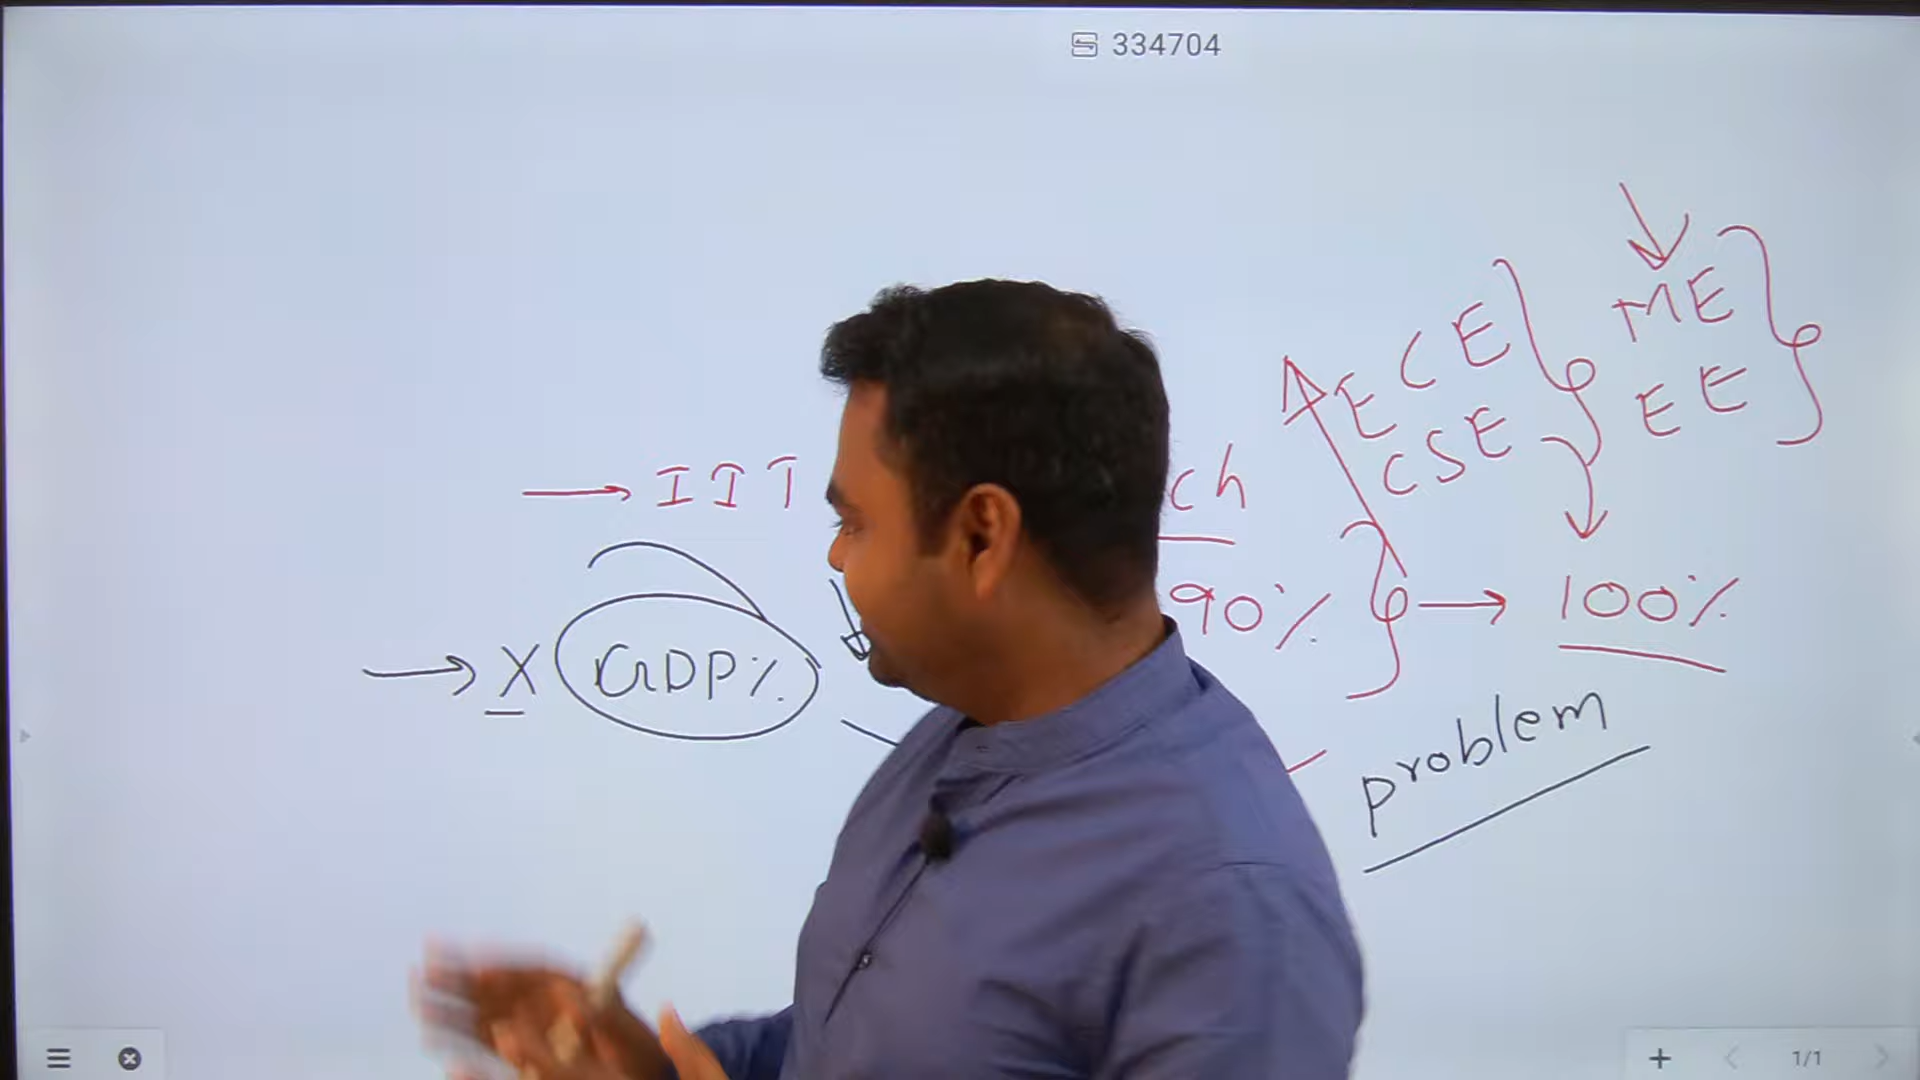 334704
ME
ECE
EE
CSE
→ IIT ch
90% → 100%
→ X GDP%
problem
1/1